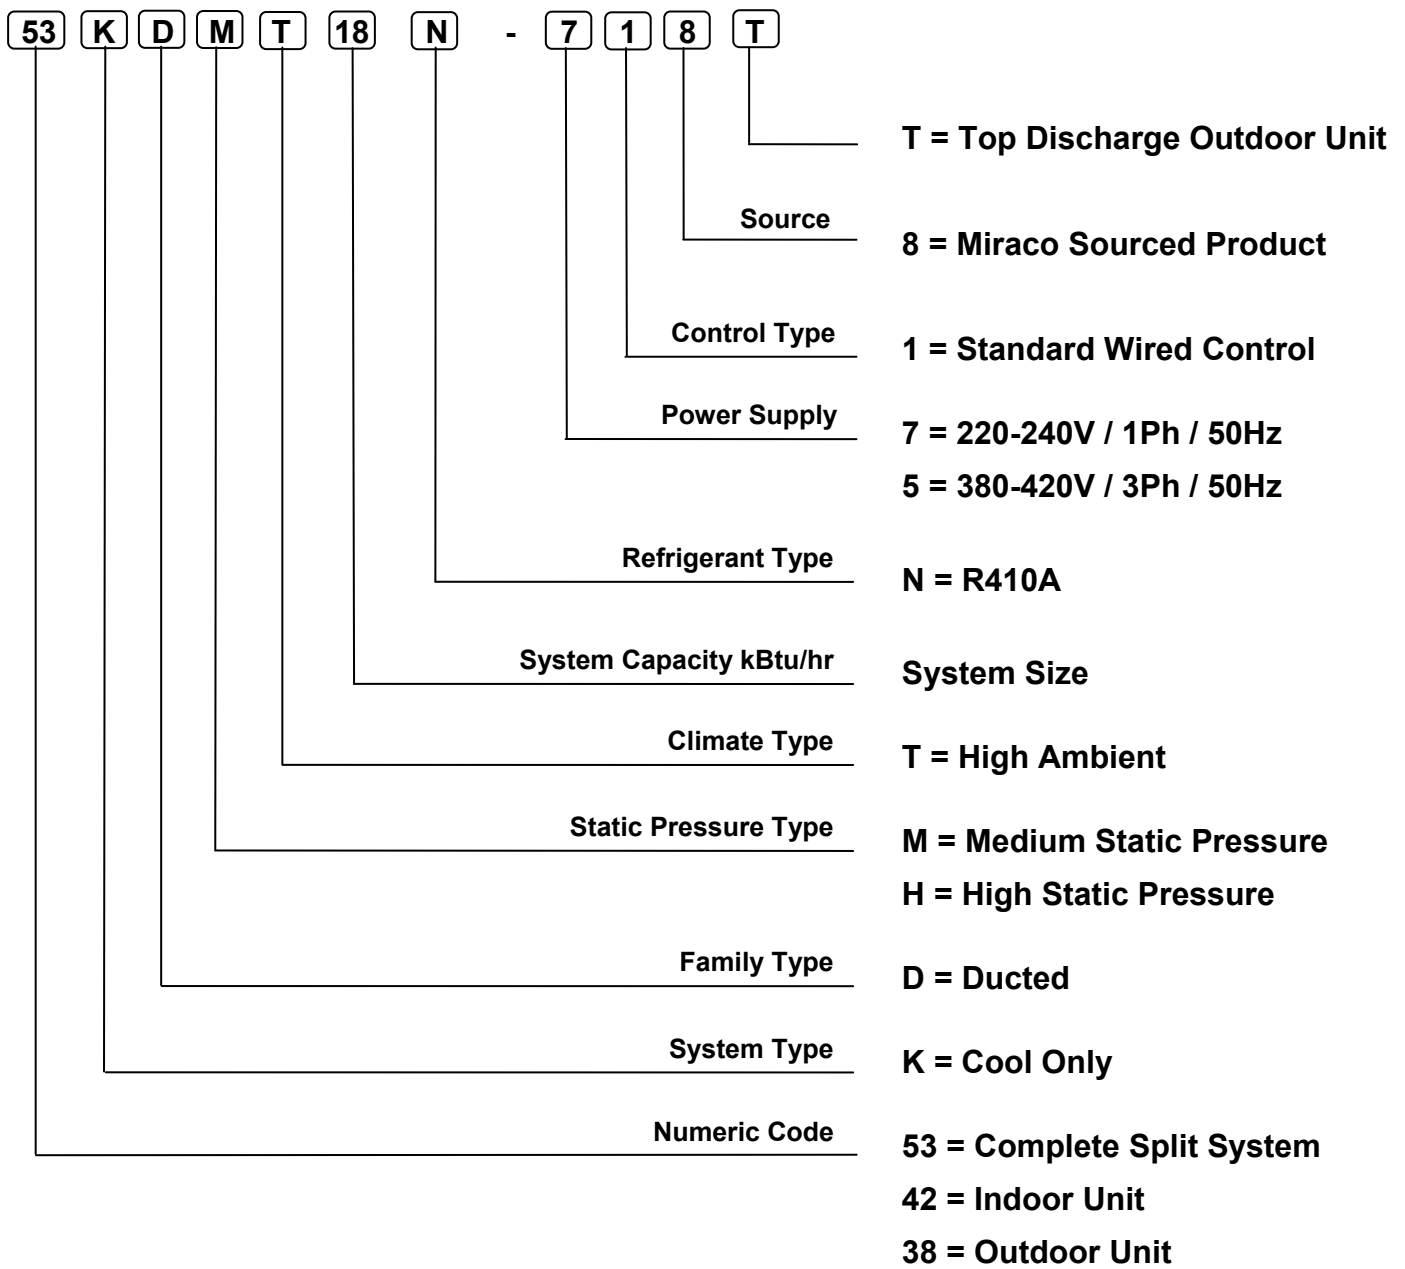 53 K D M T 18 N - 7 1 8 T
T = Top Discharge Outdoor Unit
Source
8 = Miraco Sourced Product
Control Type
1 = Standard Wired Control
Power Supply
7 = 220-240V / 1Ph / 50Hz
5 = 380-420V / 3Ph / 50Hz
Refrigerant Type
N = R410A
System Capacity kBtu/hr
System Size
Climate Type
T = High Ambient
Static Pressure Type
M = Medium Static Pressure
H = High Static Pressure
Family Type
D = Ducted
System Type
K = Cool Only
Numeric Code
53 = Complete Split System
42 = Indoor Unit
38 = Outdoor Unit